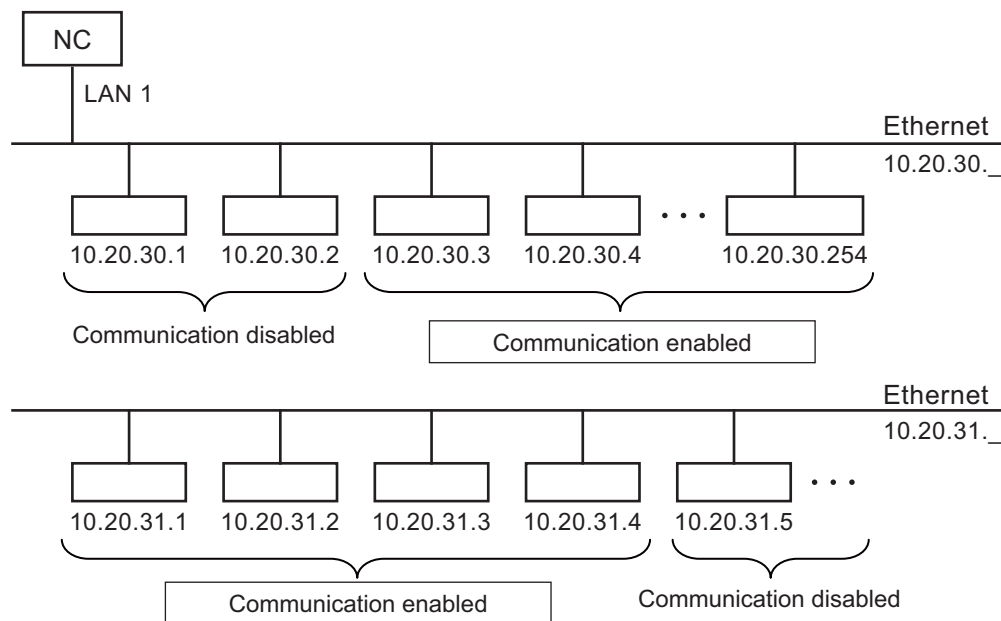 NC
LAN 1
Ethernet
10.20.30._
10.20.30.1 10.20.30.2 10.20.30.3 10.20.30.4 ・・・ 10.20.30.254
Communication disabled Communication enabled
Ethernet
10.20.31._
10.20.31.1 10.20.31.2 10.20.31.3 10.20.31.4 10.20.31.5 ・・・
Communication enabled Communication disabled